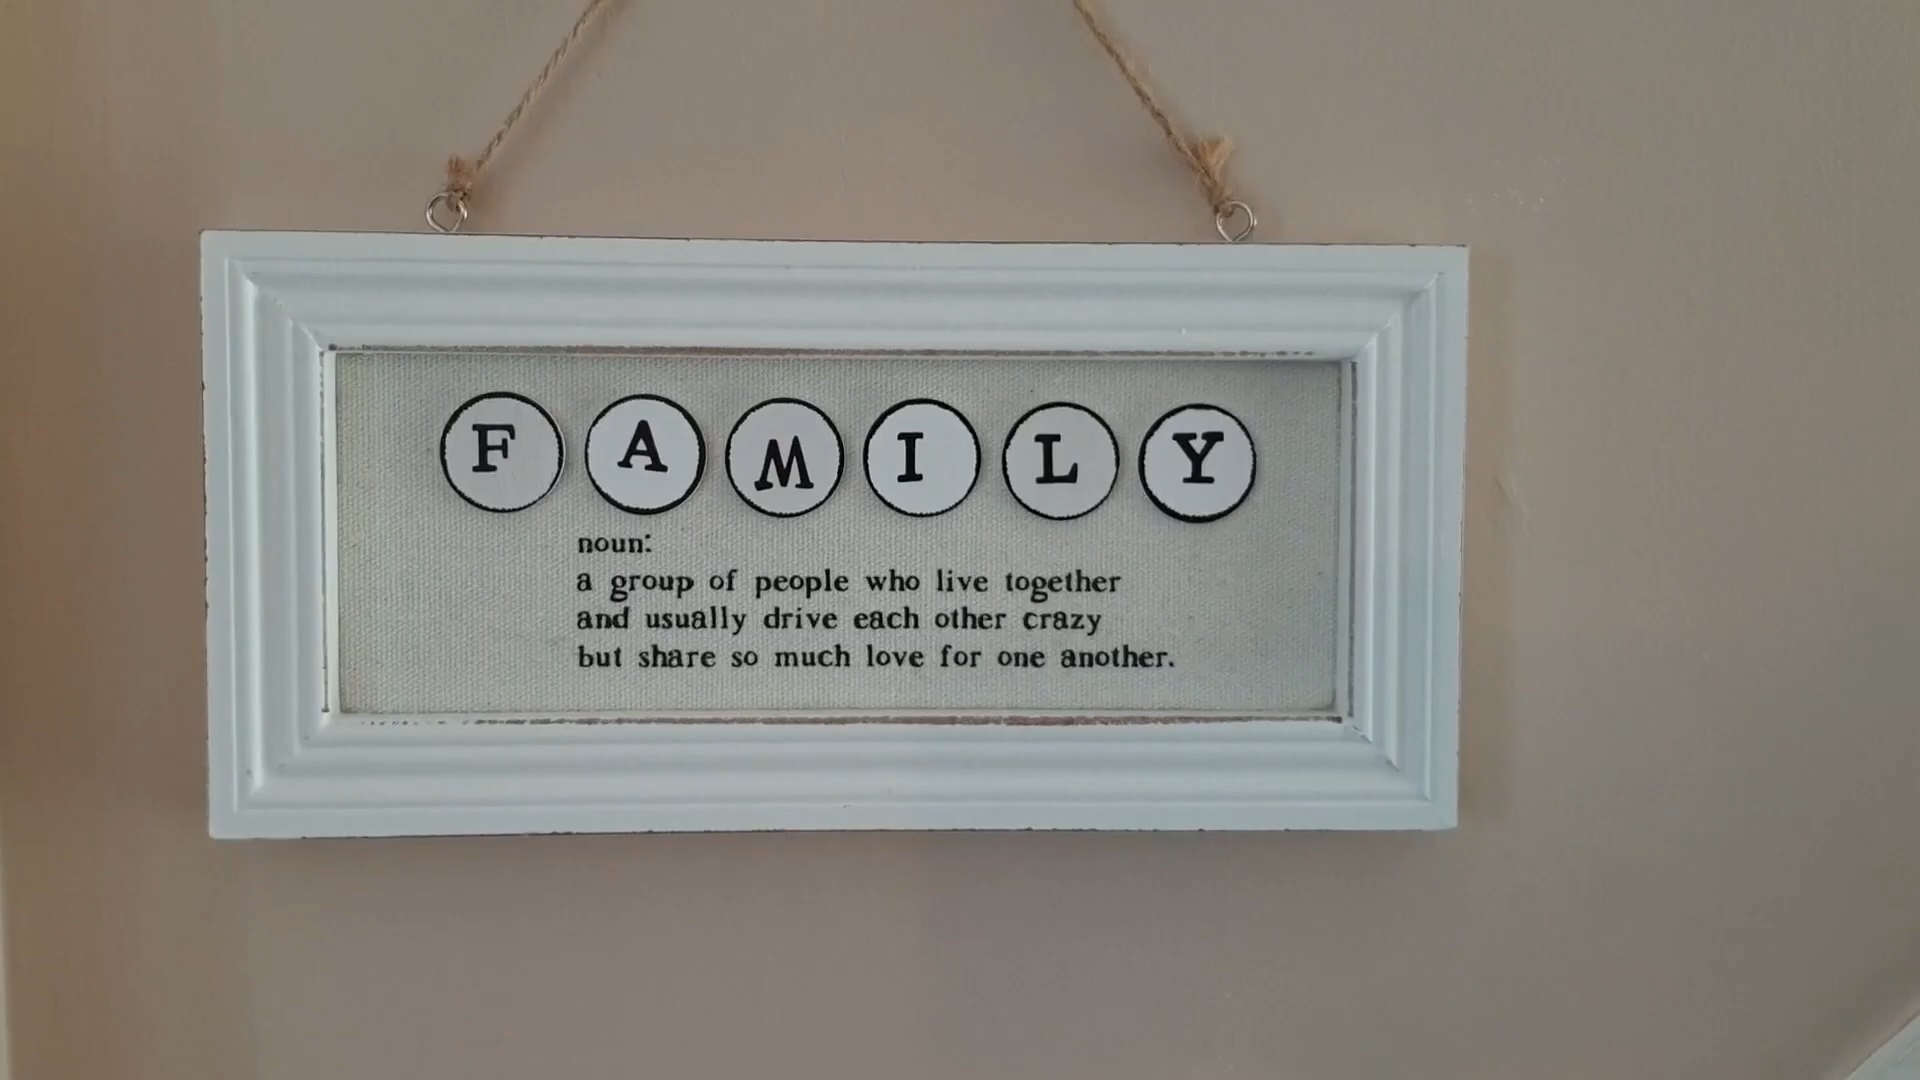 FAMILY
noun:
a group of people who live together
and usually drive each other crazy
but share so much love for one another.